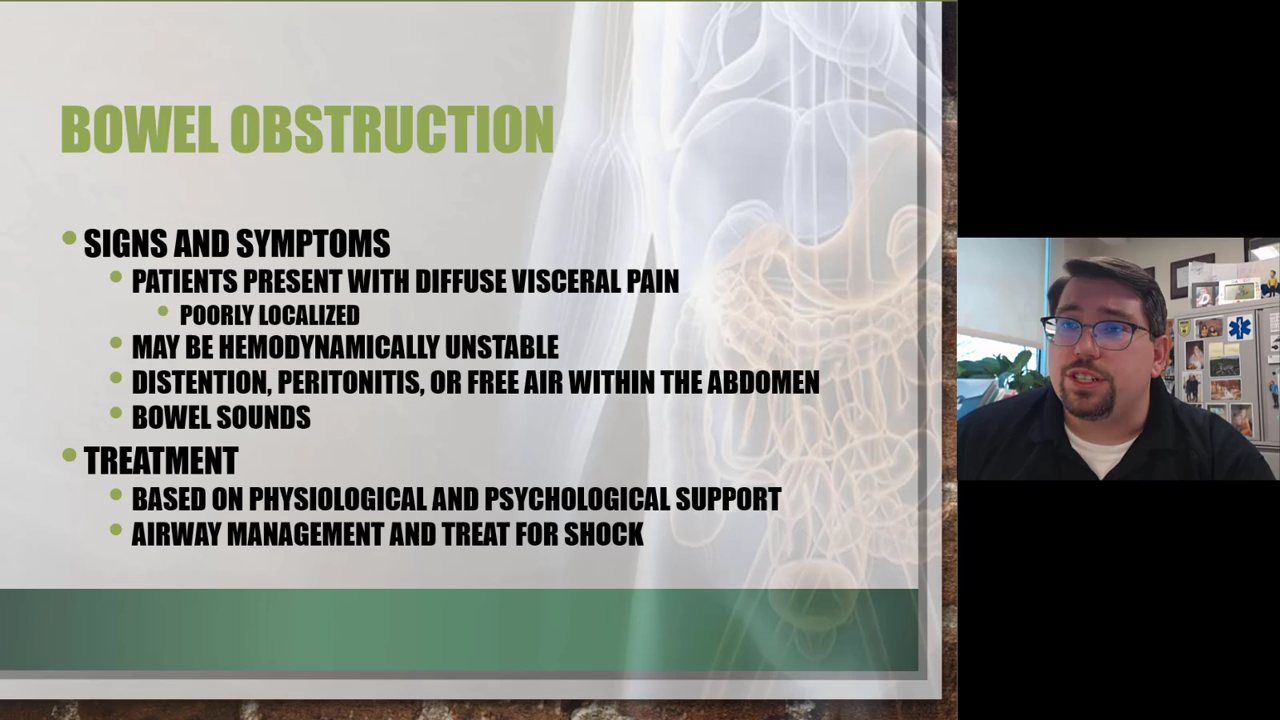 BOWEL OBSTRUCTION
• SIGNS AND SYMPTOMS
• PATIENTS PRESENT WITH DIFFUSE VISCERAL PAIN
• POORLY LOCALIZED
• MAY BE HEMODYNAMICALLY UNSTABLE
• DISTENTION, PERITONITIS, OR FREE AIR WITHIN THE ABDOMEN
• BOWEL SOUNDS
• TREATMENT
• BASED ON PHYSIOLOGICAL AND PSYCHOLOGICAL SUPPORT
• AIRWAY MANAGEMENT AND TREAT FOR SHOCK